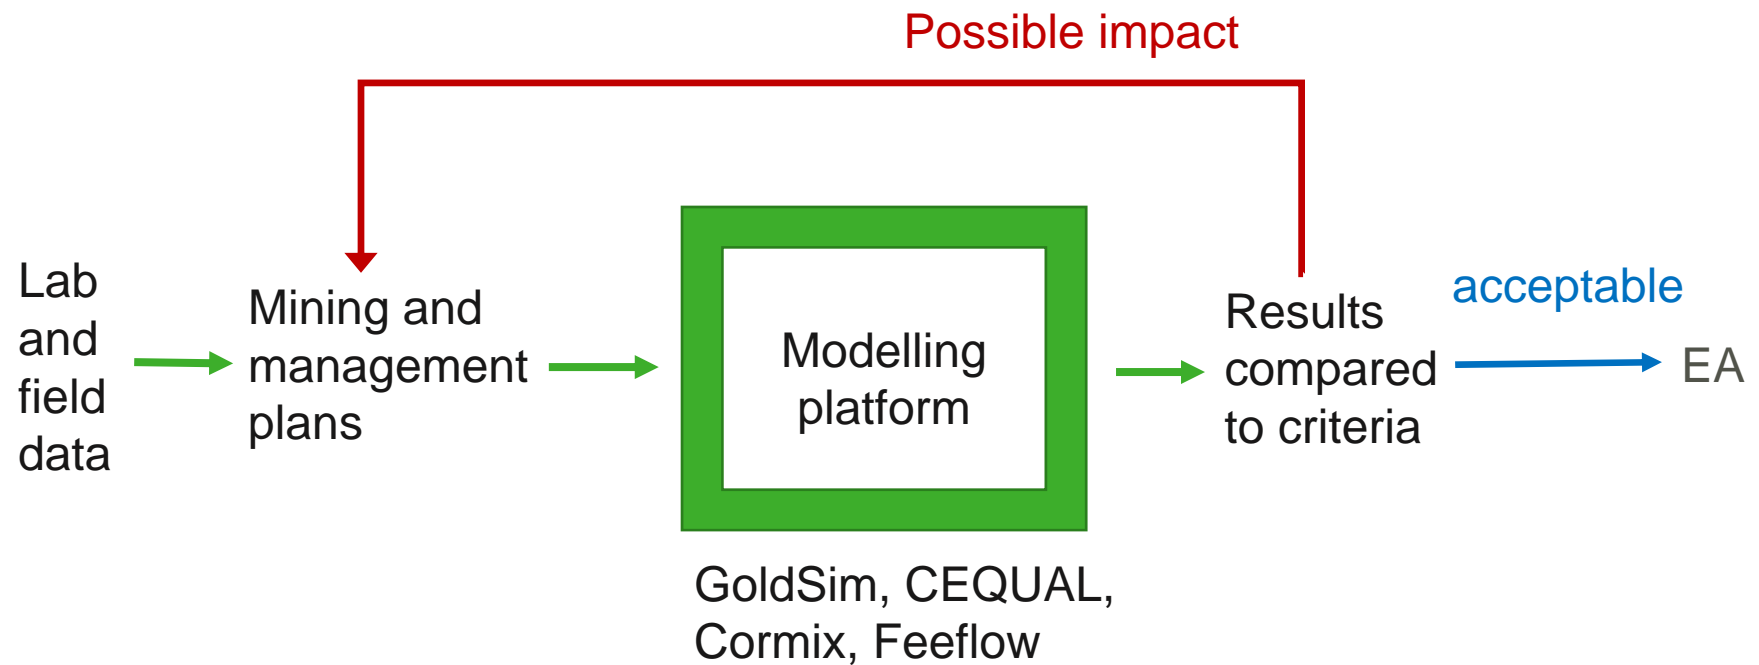 Possible impact
Lab
and
field
data
Mining and
management
plans
Modelling
platform
GoldSim, CEQUAL,
Cormix, Feeflow
Results
compared
to criteria
acceptable
EA